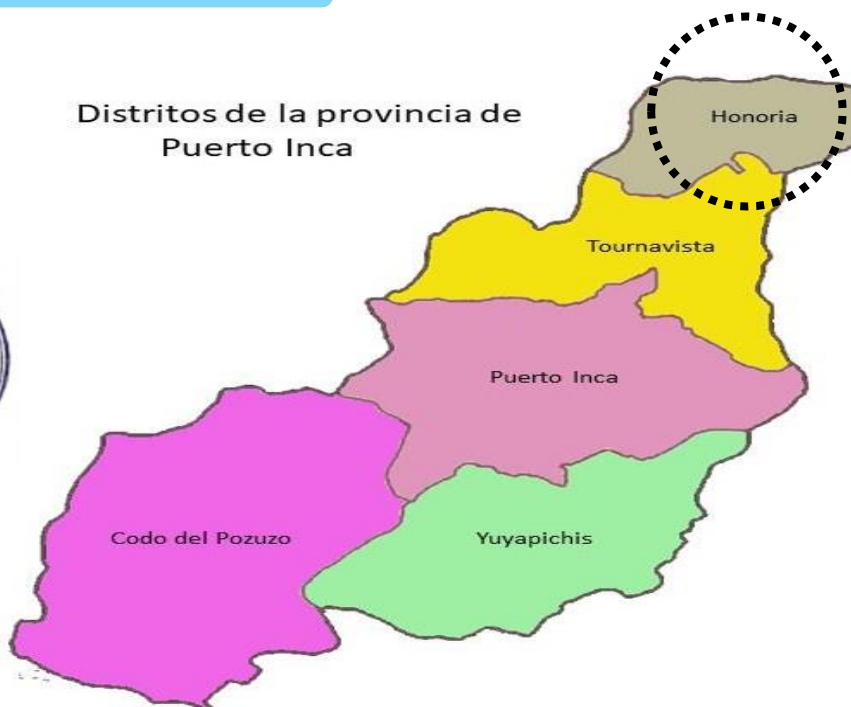 Distritos de la provincia de
Puerto Inca
Honoria
Tournavista
Puerto Inca
Codo del Pozuzo
Yuyapichis